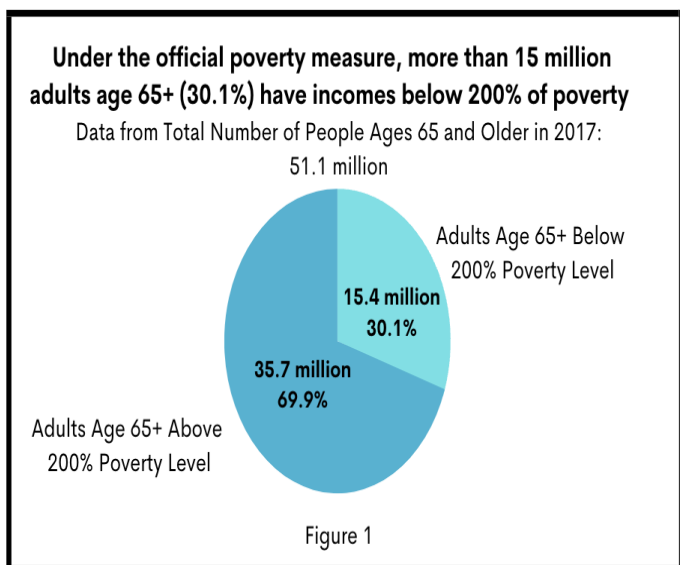 Under the official poverty measure, more than 15 million
adults age 65+ (30.1%) have incomes below 200% of poverty
Data from Total Number of People Ages 65 and Older in 2017:
51.1 million
Adults Age 65+ Below
200% Poverty Level
15.4 million
30.1%
35.7 million
69.9%
Adults Age 65+ Above
200% Poverty Level
Figure 1